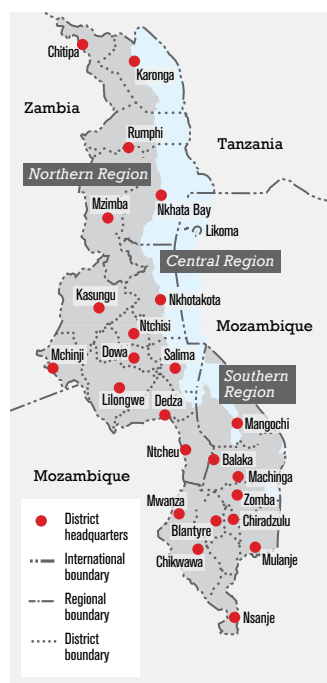 Chitipa
Karonga
Zambia
Rumphi
Tanzania
Northern Region
Mzimba
Nkhata Bay
Likoma
Central Region
Kasungu
Nkhotakota
Ntchisi
Mozambique
Mchinji
Dowa
Salima
Southern
Region
Lilongwe
Dedza
Mangochi
Ntcheu
Balaka
Mozambique
Machinga
Mwanza
Zomba
Blantyre
Chiradzulu
Chikwawa
Mulanje
Nsanje
District
headquarters
International
boundary
Regional
boundary
District
boundary